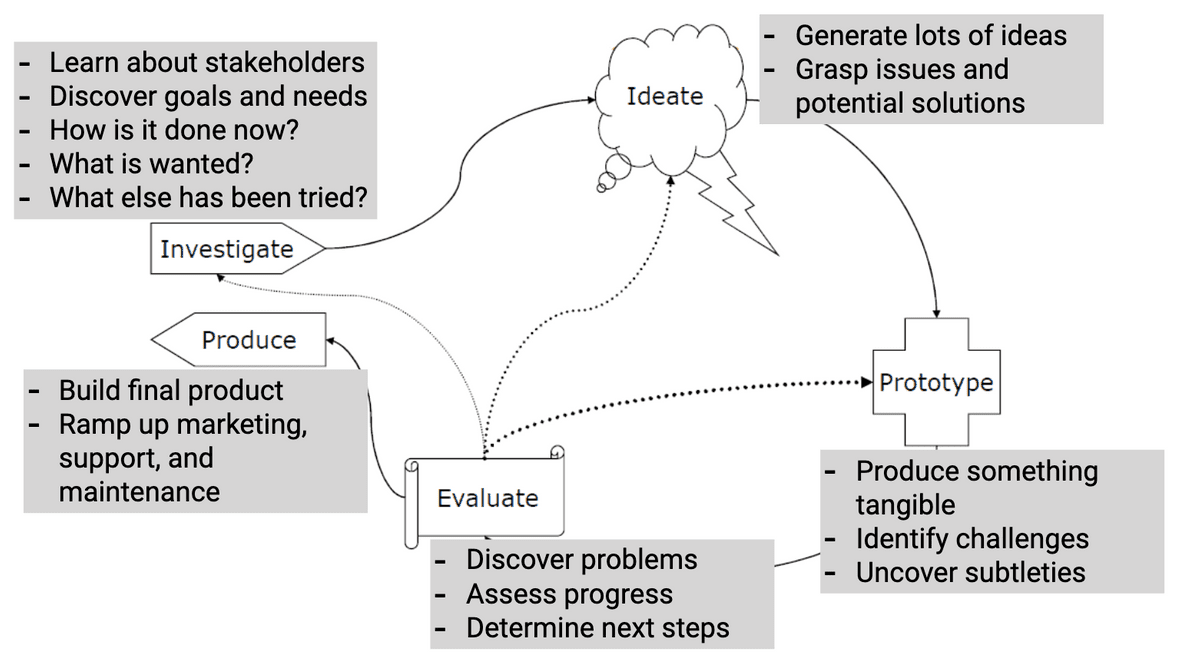 - Learn about stakeholders
- Discover goals and needs
- How is it done now?
- What is wanted?
- What else has been tried?
Investigate
Ideate
- Generate lots of ideas
- Grasp issues and
potential solutions
Prototype
- Produce something
tangible
- Identify challenges
- Uncover subtleties
Evaluate
- Discover problems
- Assess progress
- Determine next steps
Produce
- Build final product
- Ramp up marketing,
support, and
maintenance